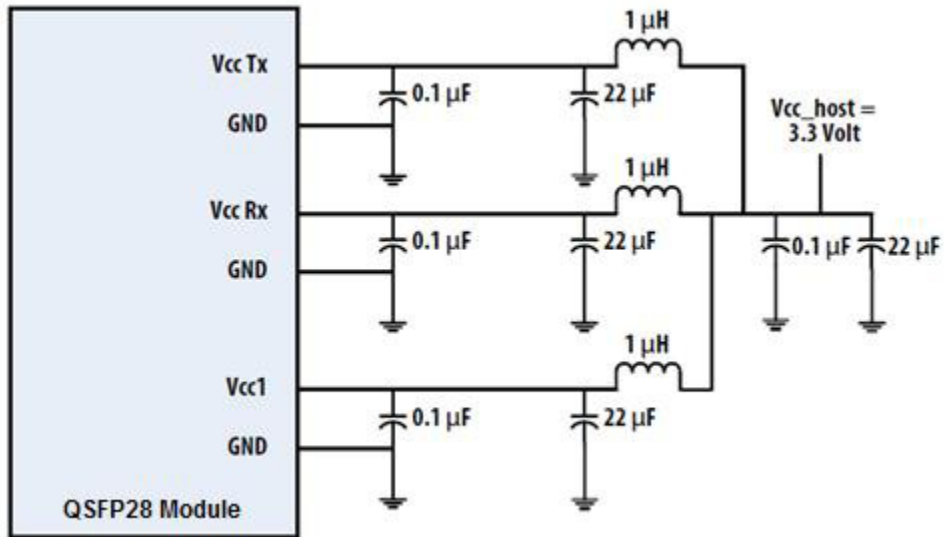 1 µH
Vcc Tx
0.1 µF
22 µF
GND
Vcc_host =
3.3 Volt
1 µH
Vcc Rx
0.1 µF
22 µF
0.1 µF
22 µF
GND
1 µH
Vcc1
0.1 µF
22 µF
GND
QSFP28 Module